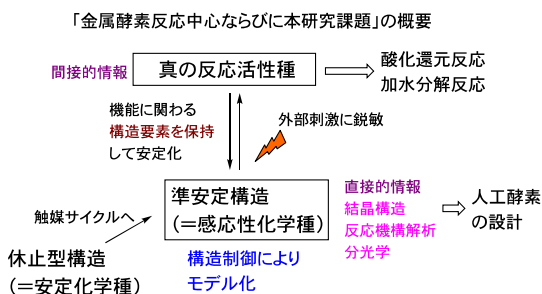 「金属酵素反応中心ならびに本研究課題」の概要
間接的情報
真の反応活性種
酸化還元反応
加水分解反応
機能に関わる
構造要素を保持
して安定化
外部刺激に鋭敏
準安定構造
(=感応性化学種)
直接的情報
結晶構造
反応機構解析
分光学
人工酵素
の設計
触媒サイクルへ
休止型構造
(=安定化学種)
構造制御により
モデル化